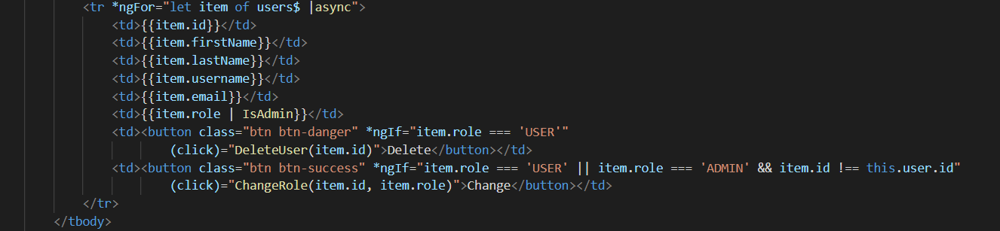 <tr *ngFor="let item of users$ |async">
<td>{{item.id}}</td>
<td>{{item.firstName}}</td>
<td>{{item.lastName}}</td>
<td>{{item.username}}</td>
<td>{{item.email}}</td>
<td>{{item.role | IsAdmin}}</td>
<td><button class="btn btn-danger" *ngIf="item.role === 'USER'"
(click)="DeleteUser(item.id)">Delete</button></td>
<td><button class="btn btn-success" *ngIf="item.role === 'USER' || item.role === 'ADMIN' && item.id !== this.user.id"
(click)="ChangeRole(item.id, item.role)">Change</button></td>
</tr>
</tbody>